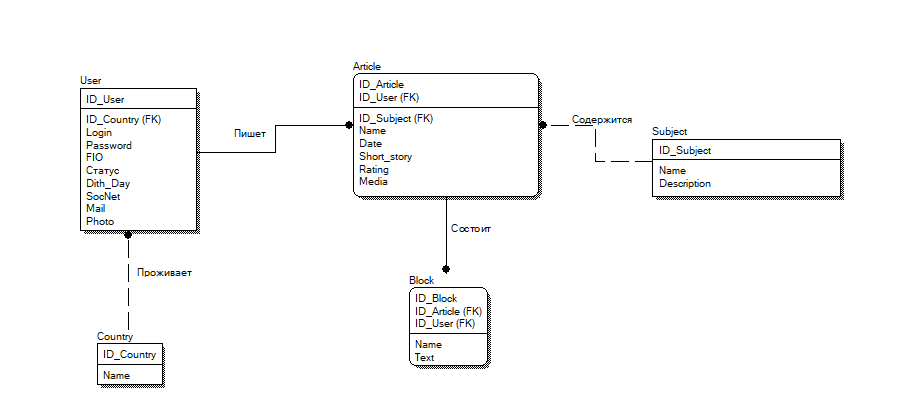 User
ID_User
ID_Country (FK)
Login
Password
FIO
Статус
Dith_Day
SocNet
Mail
Photo
Пишет
Article
ID_Article
ID_User (FK)
ID_Subject (FK)
Name
Date
Short_story
Rating
Media
Содержится
Subject
ID_Subject
Name
Description
Состоит
Проживает
Block
ID_Block
ID_Article (FK)
ID_User (FK)
Name
Text
Country
ID_Country
Name